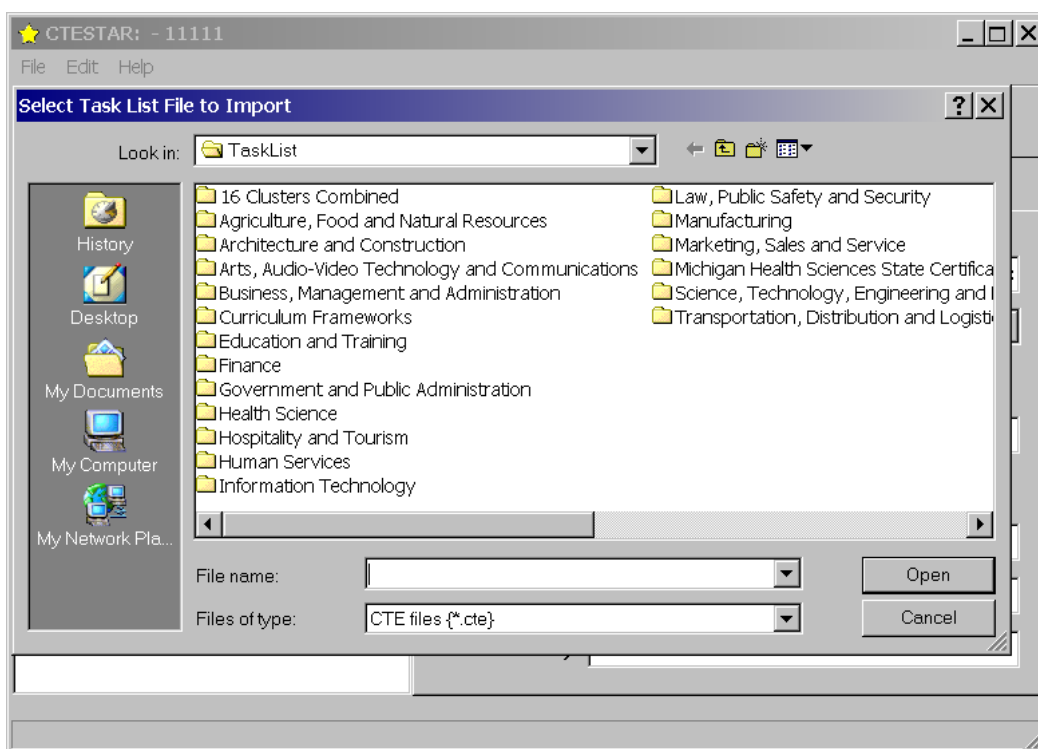 CTESTAR: - 11111
File Edit Help
Select Task List File to Import
Look in: TaskList
History
Desktop
My Documents
My Computer
My Network Pla...
16 Clusters Combined
Agriculture, Food and Natural Resources
Architecture and Construction
Arts, Audio-Video Technology and Communications
Business, Management and Administration
Curriculum Frameworks
Education and Training
Finance
Government and Public Administration
Health Science
Hospitality and Tourism
Human Services
Information Technology
Law, Public Safety and Security
Manufacturing
Marketing, Sales and Service
Michigan Health Sciences State Certifica
Science, Technology, Engineering and
Transportation, Distribution and Logisti
File name:
Open
Files of type: CTE files {*.cte}
Cancel